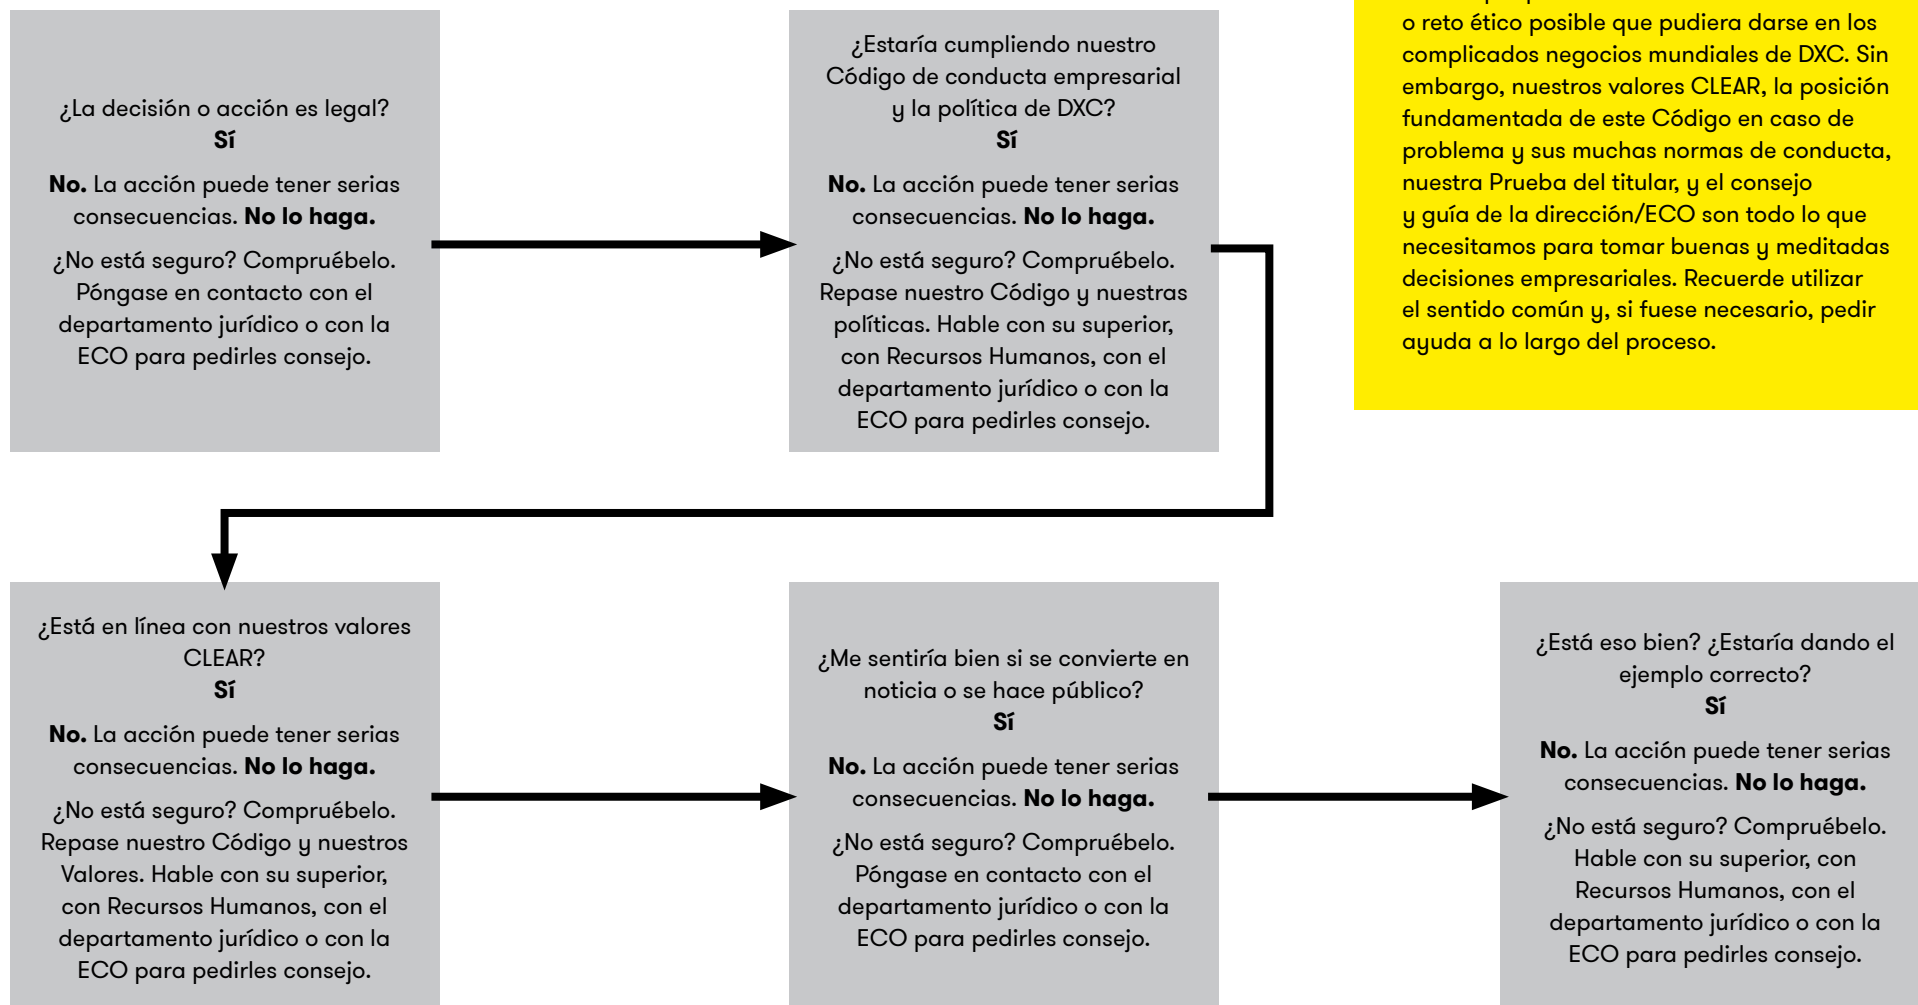 ¿La decisión o acción es legal?
Sí
No. La acción puede tener serias
consecuencias. No lo haga.
¿No está seguro? Compruébelo.
Póngase en contacto con el
departamento jurídico o con la
ECO para pedirles consejo.
¿Estaría cumpliendo nuestro
Código de conducta empresarial
y la política de DXC?
Sí
No. La acción puede tener serias
consecuencias. No lo haga.
¿No está seguro? Compruébelo.
Repase nuestro Código y nuestras
políticas. Hable con su superior,
con Recursos Humanos, con el
departamento jurídico o con la
ECO para pedirles consejo.
o reto ético posible que pudiera darse en los
complicados negocios mundiales de DXC. Sin
embargo, nuestros valores CLEAR, la posición
fundamentada de este Código en caso de
problema y sus muchas normas de conducta,
nuestra Prueba del titular, y el consejo
y guía de la dirección/ECO son todo lo que
necesitamos para tomar buenas y meditadas
decisiones empresariales. Recuerde utilizar
el sentido común y, si fuese necesario, pedir
ayuda a lo largo del proceso.
¿Está en línea con nuestros valores
CLEAR?
Sí
No. La acción puede tener serias
consecuencias. No lo haga.
¿No está seguro? Compruébelo.
Repase nuestro Código y nuestros
Valores. Hable con su superior,
con Recursos Humanos, con el
departamento jurídico o con la
ECO para pedirles consejo.
¿Me sentiría bien si se convierte en
noticia o se hace público?
Sí
No. La acción puede tener serias
consecuencias. No lo haga.
¿No está seguro? Compruébelo.
Póngase en contacto con el
departamento jurídico o con la
ECO para pedirles consejo.
¿Está eso bien? ¿Estaría dando el
ejemplo correcto?
Sí
No. La acción puede tener serias
consecuencias. No lo haga.
¿No está seguro? Compruébelo.
Hable con su superior, con
Recursos Humanos, con el
departamento jurídico o con la
ECO para pedirles consejo.